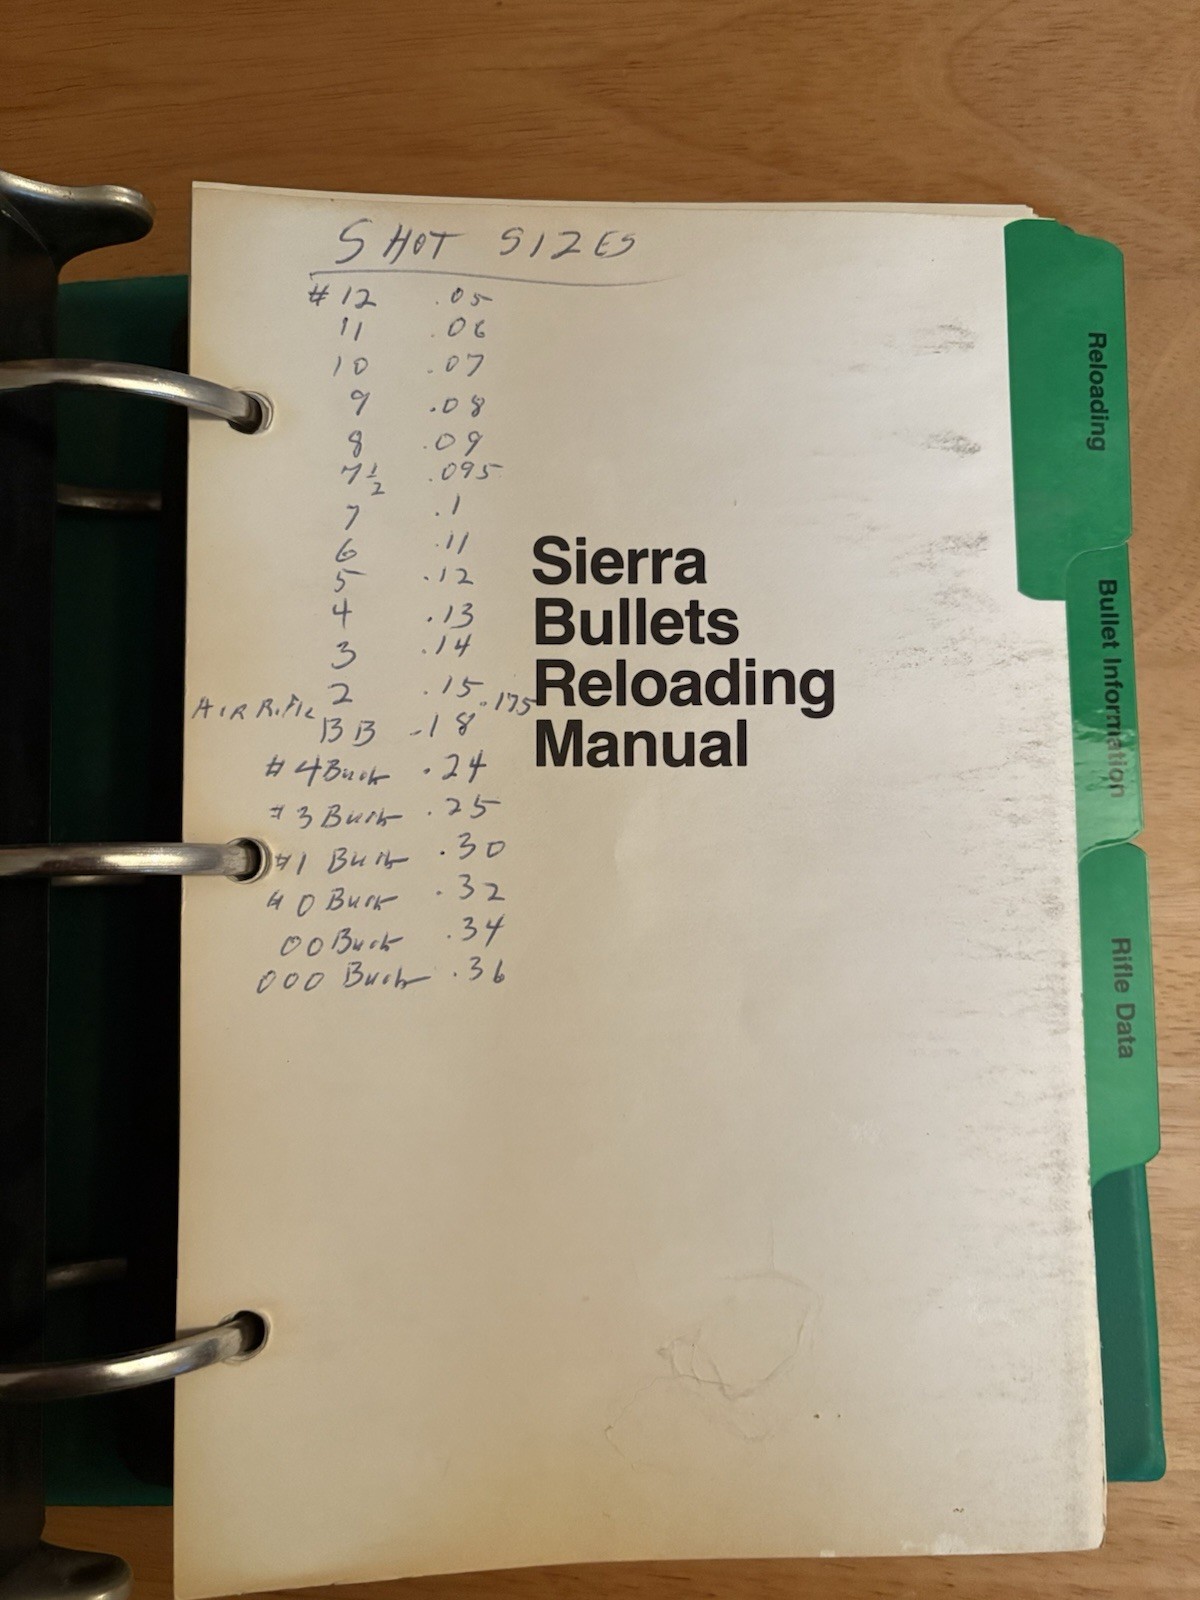 SHOT SIZES
#12 .05
11 .06
10 .07
9 .08
8 .09
7 1/2 .095
7 .1
6 .11
5 .12
4 .13
3 .14
2 .15
AIR Rifle .175
BB .18
#4 Buck .24
#3 Buck .25
#1 Buck .30
#0 Buck .32
00 Buck .34
000 Buck .36
Sierra
Bullets
Reloading
Manual
Reloading
Bullet Information
Rifle Data